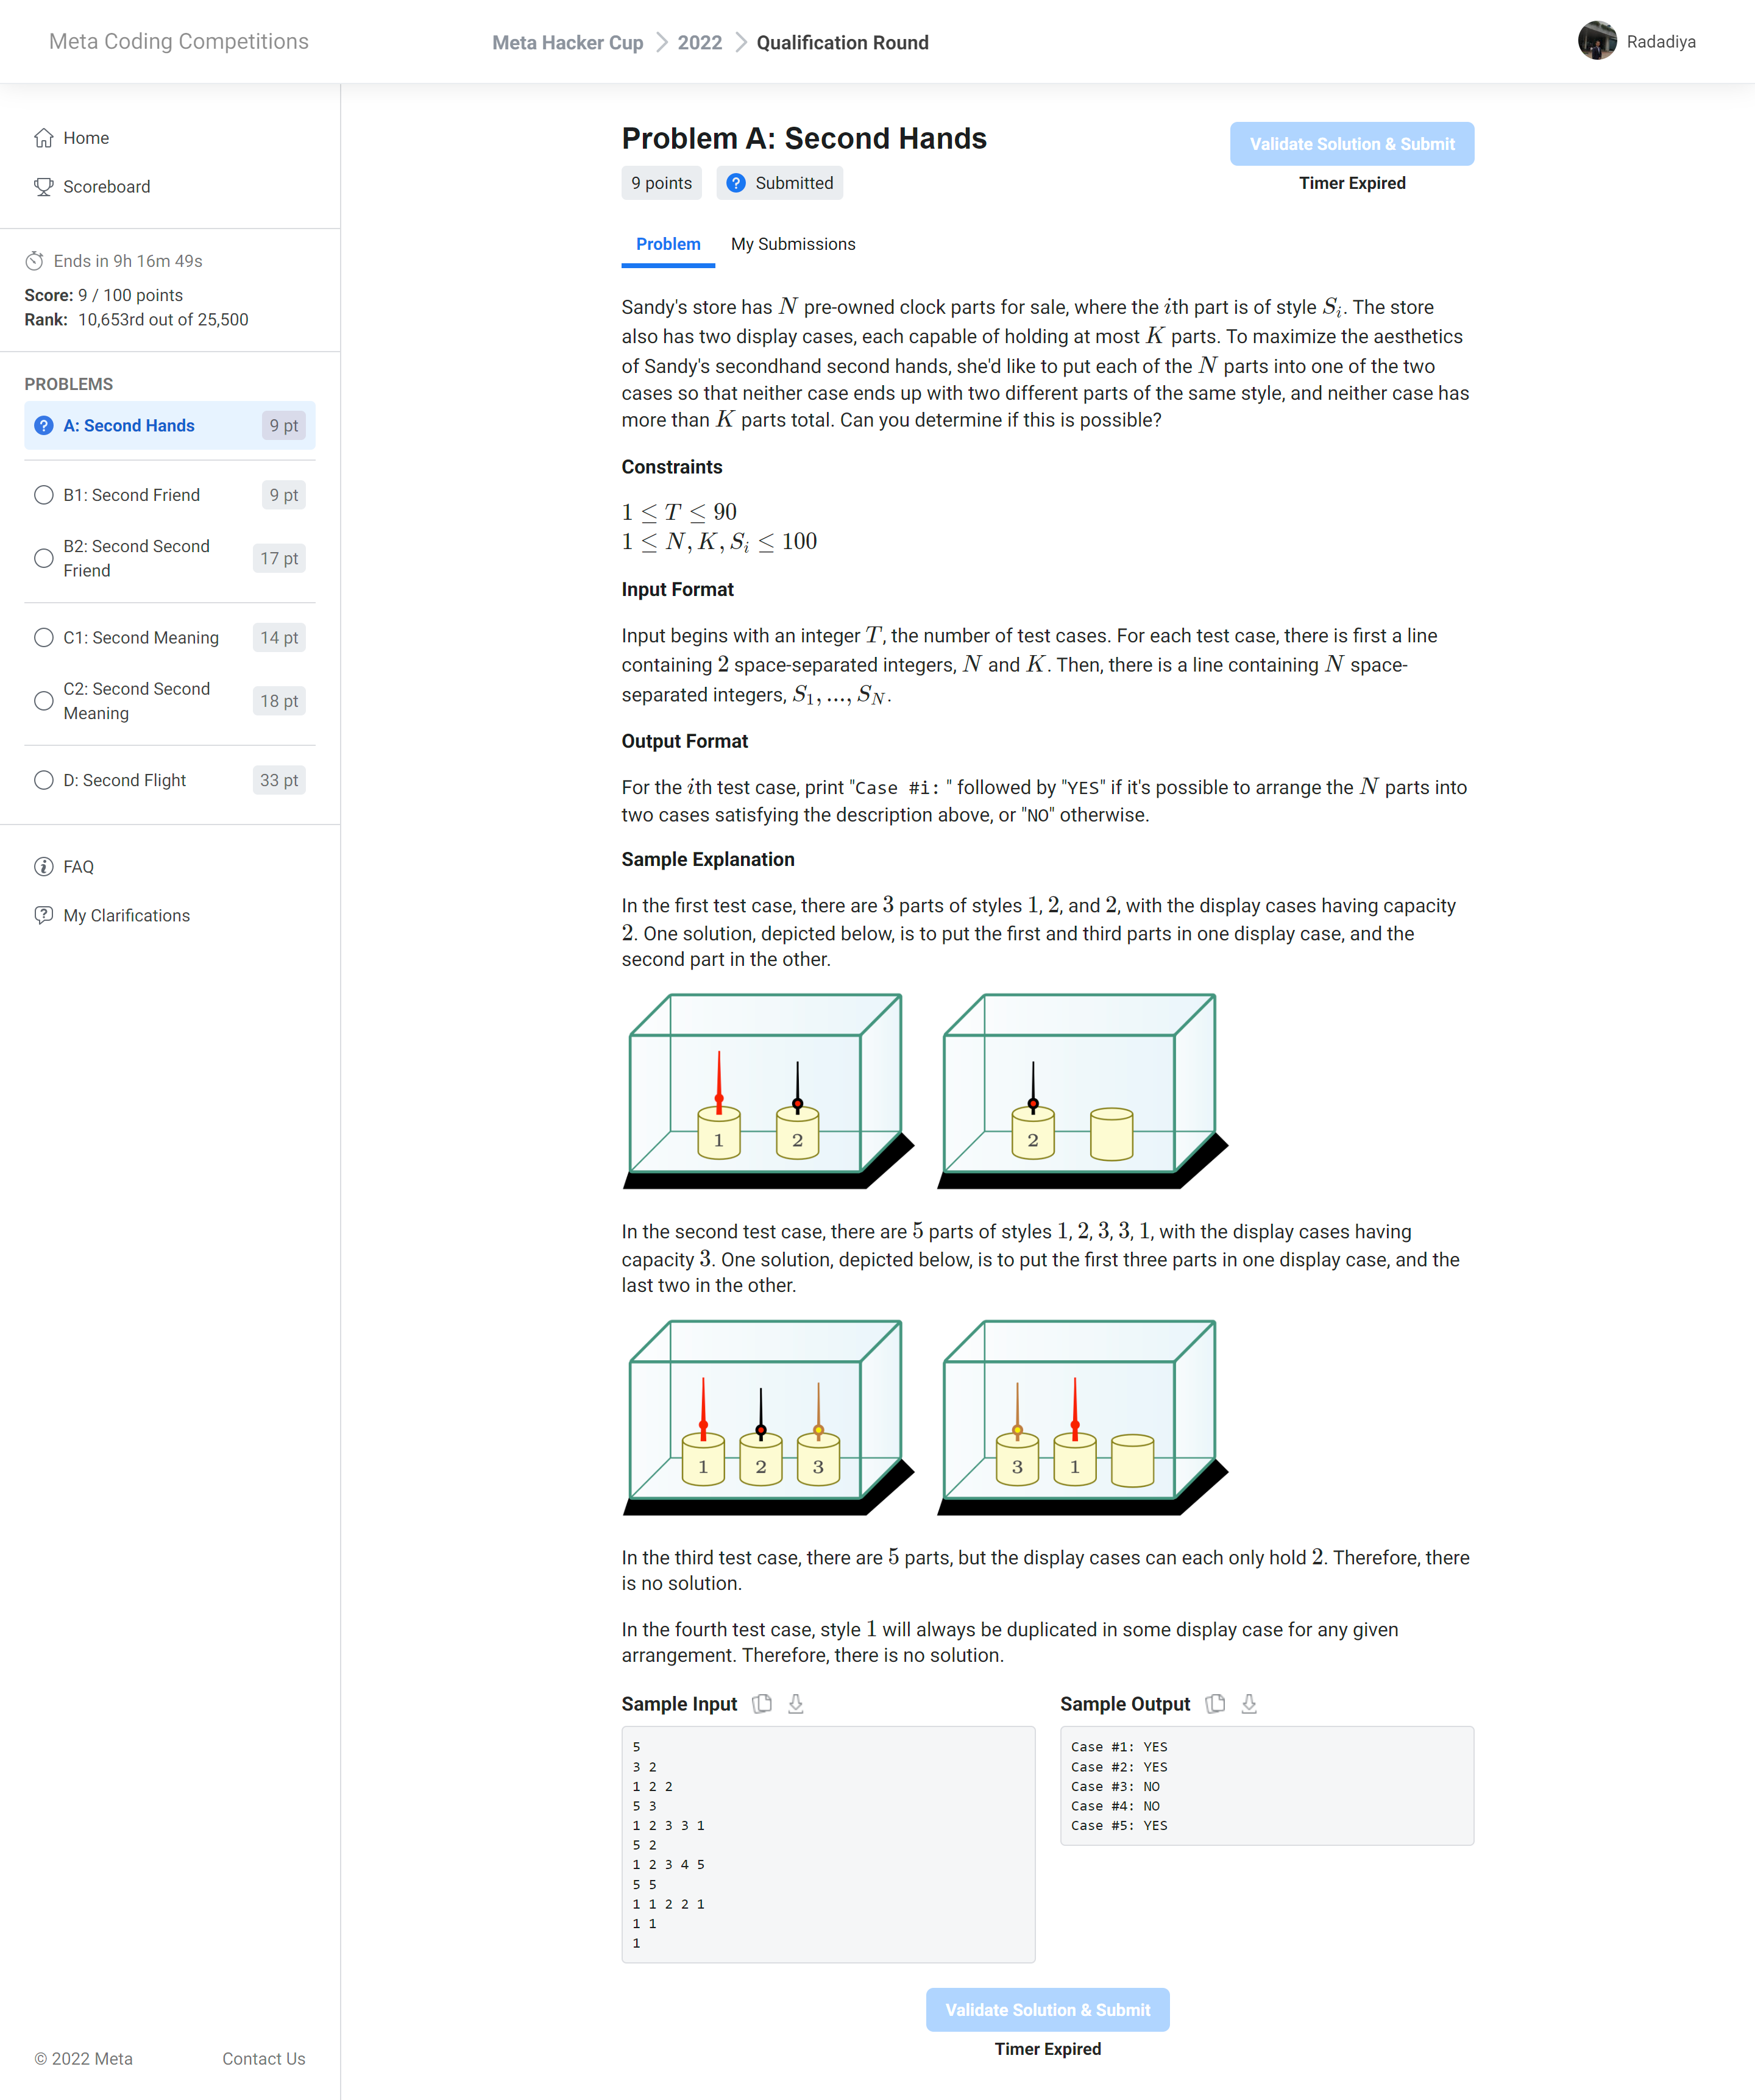 Meta Coding Competitions
Meta Hacker Cup
2022
Qualification Round
Radadiya
Home
Scoreboard
Ends in 9h 16m 49s
Score: 9 / 100 points
Rank: 10,653rd out of 25,500
PROBLEMS
? A: Second Hands 9 pt
B1: Second Friend 9 pt
B2: Second Second
Friend
17 pt
C1: Second Meaning 14 pt
C2: Second Second
Meaning
18 pt
D: Second Flight 33 pt
FAQ
My Clarifications
© 2022 Meta
Contact Us
Problem A: Second Hands
Validate Solution & Submit
Timer Expired
9 points
? Submitted
Problem
My Submissions
Sandy's store has N pre-owned clock parts for sale, where the ith part is of style Sᵢ. The store
also has two display cases, each capable of holding at most K parts. To maximize the aesthetics
of Sandy's secondhand second hands, she'd like to put each of the N parts into one of the two
cases so that neither case ends up with two different parts of the same style, and neither case has
more than K parts total. Can you determine if this is possible?
Constraints
1 ≤ T ≤ 90
1 ≤ N, K, Sᵢ ≤ 100
Input Format
Input begins with an integer T, the number of test cases. For each test case, there is first a line
containing 2 space-separated integers, N and K. Then, there is a line containing N space-
separated integers, S₁, ..., S_N.
Output Format
For the ith test case, print "Case #i: " followed by "YES" if it's possible to arrange the N parts into
two cases satisfying the description above, or "NO" otherwise.
Sample Explanation
In the first test case, there are 3 parts of styles 1, 2, and 2, with the display cases having capacity
2. One solution, depicted below, is to put the first and third parts in one display case, and the
second part in the other.
1 2
2
In the second test case, there are 5 parts of styles 1, 2, 3, 3, 1, with the display cases having
capacity 3. One solution, depicted below, is to put the first three parts in one display case, and the
last two in the other.
1 2 3
3 1
In the third test case, there are 5 parts, but the display cases can each only hold 2. Therefore, there
is no solution.
In the fourth test case, style 1 will always be duplicated in some display case for any given
arrangement. Therefore, there is no solution.
Sample Input
5
3 2
1 2 2
5 3
1 2 3 3 1
5 2
1 2 3 4 5
5 5
1 1 2 2 1
1 1
1
Sample Output
Case #1: YES
Case #2: YES
Case #3: NO
Case #4: NO
Case #5: YES
Validate Solution & Submit
Timer Expired